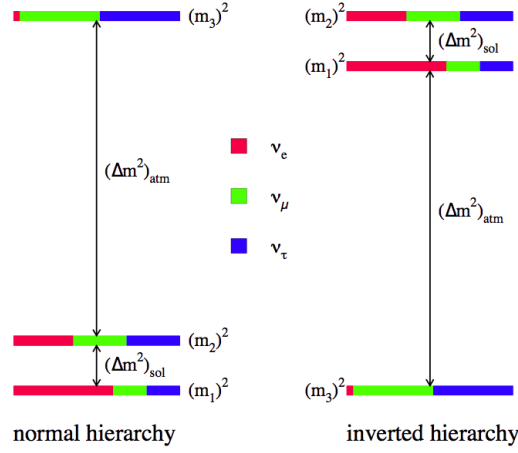 (m₃)²
(Δm²)atm
(m₂)²
(Δm²)sol
(m₁)²
normal hierarchy
νe
νμ
ντ
(m₂)²
(Δm²)sol
(m₁)²
(Δm²)atm
(m₃)²
inverted hierarchy